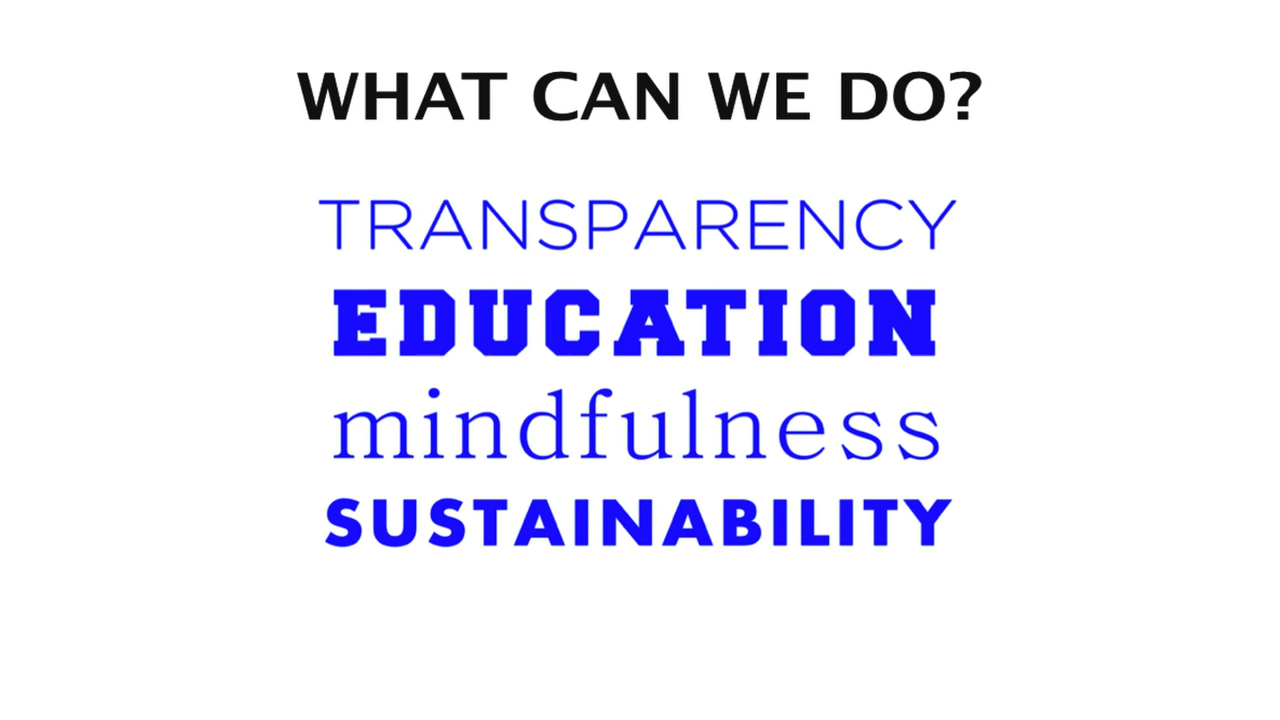 WHAT CAN WE DO?
TRANSPARENCY
EDUCATION
mindfulness
SUSTAINABILITY